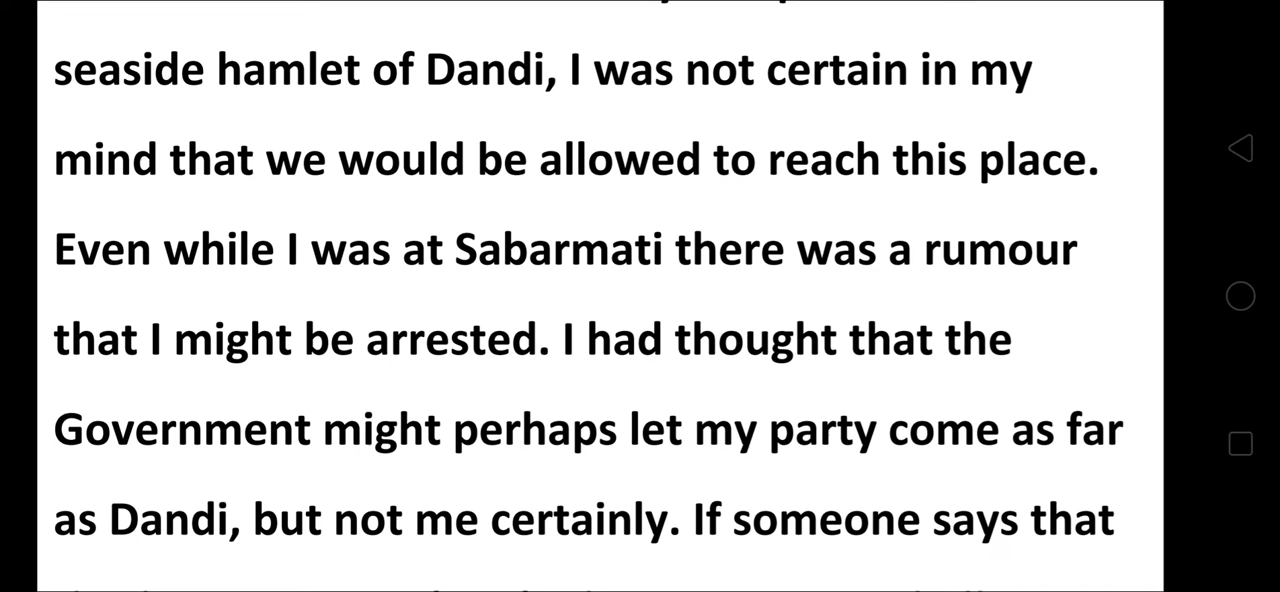 seaside hamlet of Dandi, I was not certain in my
mind that we would be allowed to reach this place.
Even while I was at Sabarmati there was a rumour
that I might be arrested. I had thought that the
Government might perhaps let my party come as far
as Dandi, but not me certainly. If someone says that